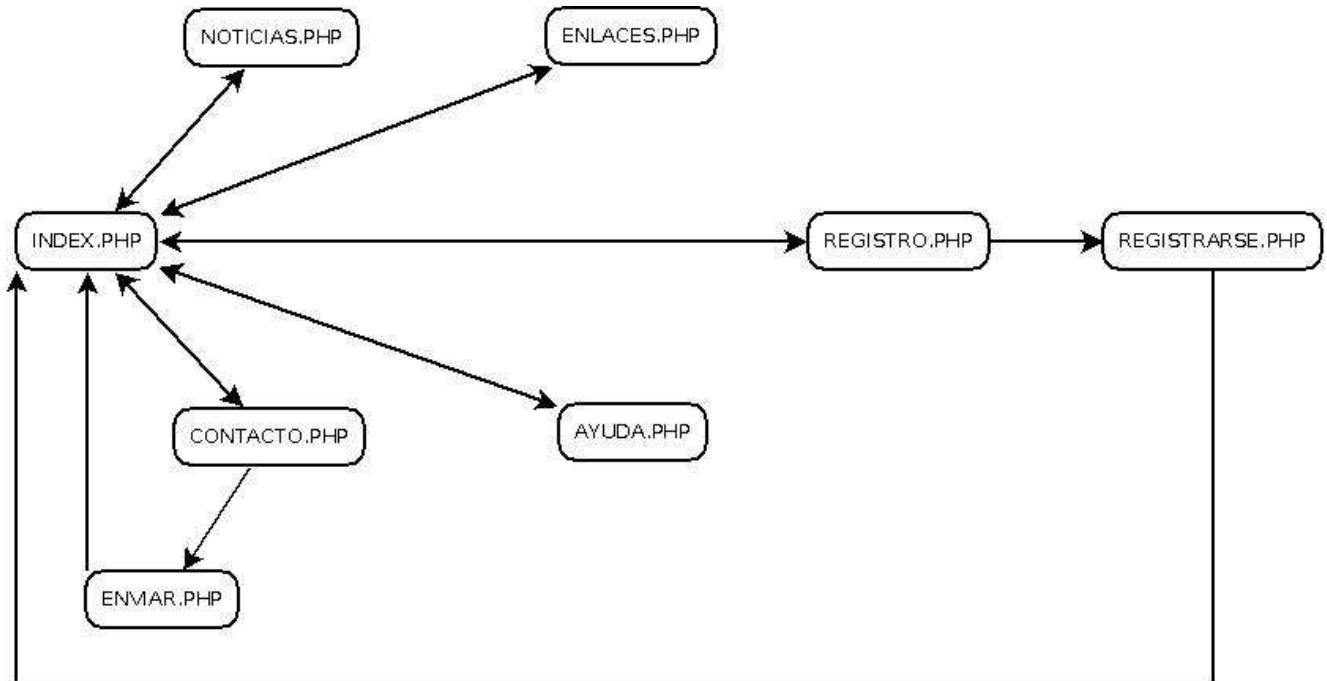 NOTICIAS.PHP
ENLACES.PHP
INDEX.PHP
REGISTRO.PHP
REGISTRARSE.PHP
CONTACTO.PHP
AYUDA.PHP
ENVIAR.PHP